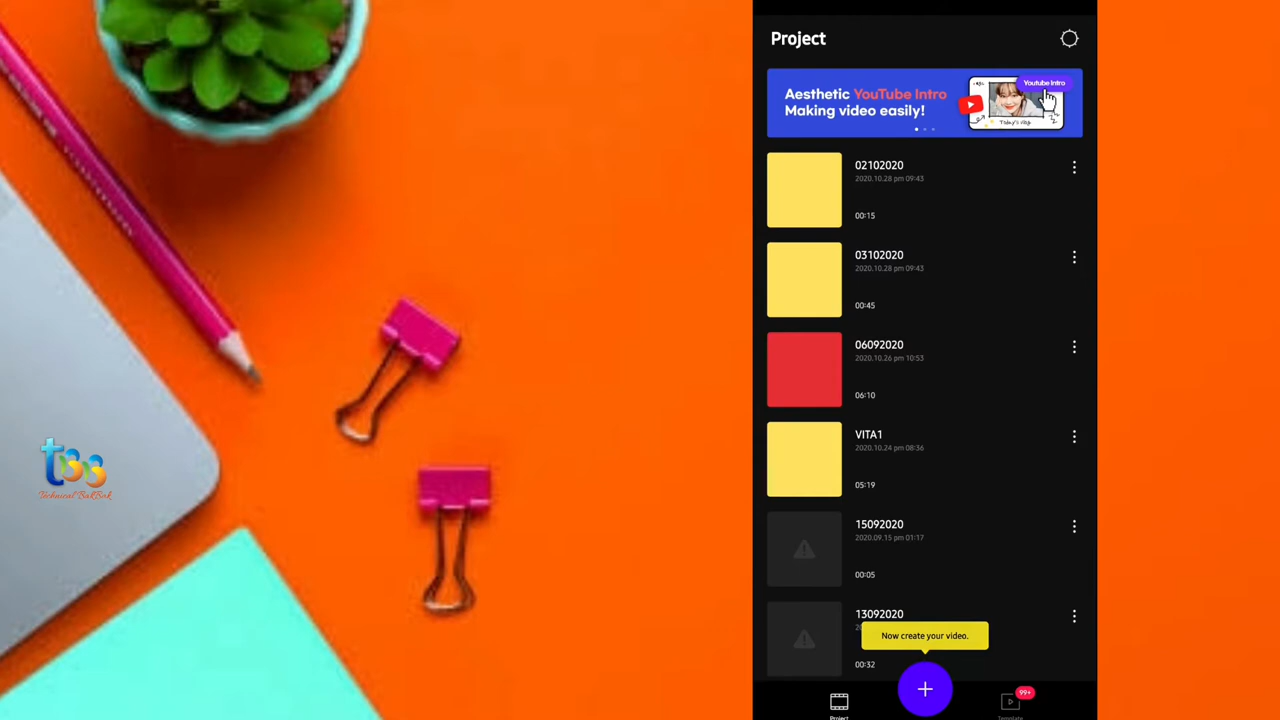 Project
Aesthetic YouTube Intro
Making video easily!
Youtube Intro
Today's vlog
02102020
2020.10.28 pm 09:43
00:15
03102020
2020.10.28 pm 09:43
00:45
06092020
2020.10.26 pm 10:53
06:10
VITA1
2020.10.24 pm 08:36
05:19
15092020
2020.09.15 pm 01:17
00:05
13092020
Now create your video.
00:32
99+
Project
Template
Technical BakBak